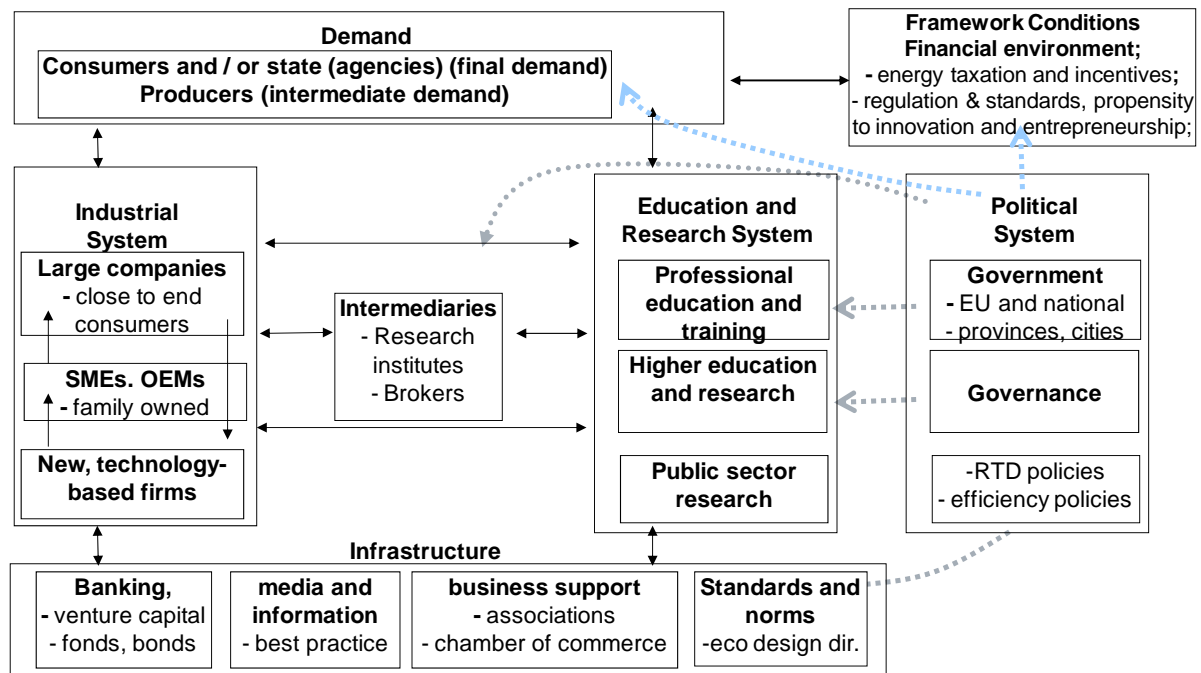 Demand
Consumers and / or state (agencies) (final demand)
Producers (intermediate demand)
Framework Conditions
Financial environment;
- energy taxation and incentives;
- regulation & standards, propensity
to innovation and entrepreneurship;
Industrial
System
Large companies
- close to end
consumers
SMEs. OEMs
- family owned
New, technology-
based firms
Intermediaries
- Research
institutes
- Brokers
Education and
Research System
Professional
education and
training
Higher education
and research
Public sector
research
Political
System
Government
- EU and national
- provinces, cities
Governance
-RTD policies
- efficiency policies
Infrastructure
Banking,
- venture capital
- fonds, bonds
media and
information
- best practice
business support
- associations
- chamber of commerce
Standards and
norms
-eco design dir.